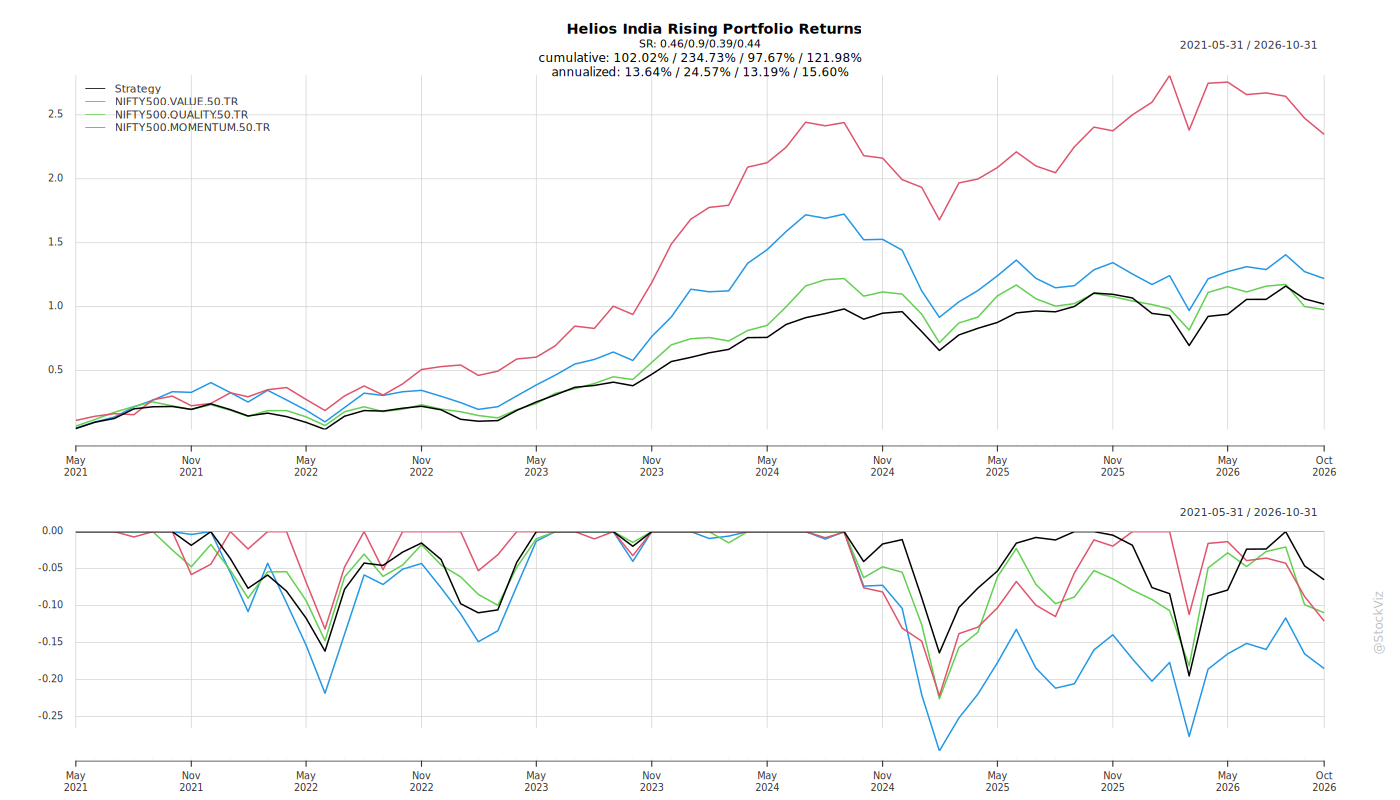 Helios India Rising Portfolio Returns
SR: 0.46/0.9/0.39/0.44
cumulative: 102.02% / 234.73% / 97.67% / 121.98%
annualized: 13.64% / 24.57% / 13.19% / 15.60%
2021-05-31 / 2026-10-31
Strategy
NIFTY500.VALUE.50.TR
NIFTY500.QUALITY.50.TR
NIFTY500.MOMENTUM.50.TR
2.5
2.0
1.5
1.0
0.5
May Nov May Nov May Nov May Nov May Nov May Oct
2021 2021 2022 2022 2023 2023 2024 2024 2025 2025 2026 2026
2021-05-31 / 2026-10-31
0.00
-0.05
-0.10
-0.15
-0.20
-0.25
May Nov May Nov May Nov May Nov May Nov May Oct
2021 2021 2022 2022 2023 2023 2024 2024 2025 2025 2026 2026
@StockViz